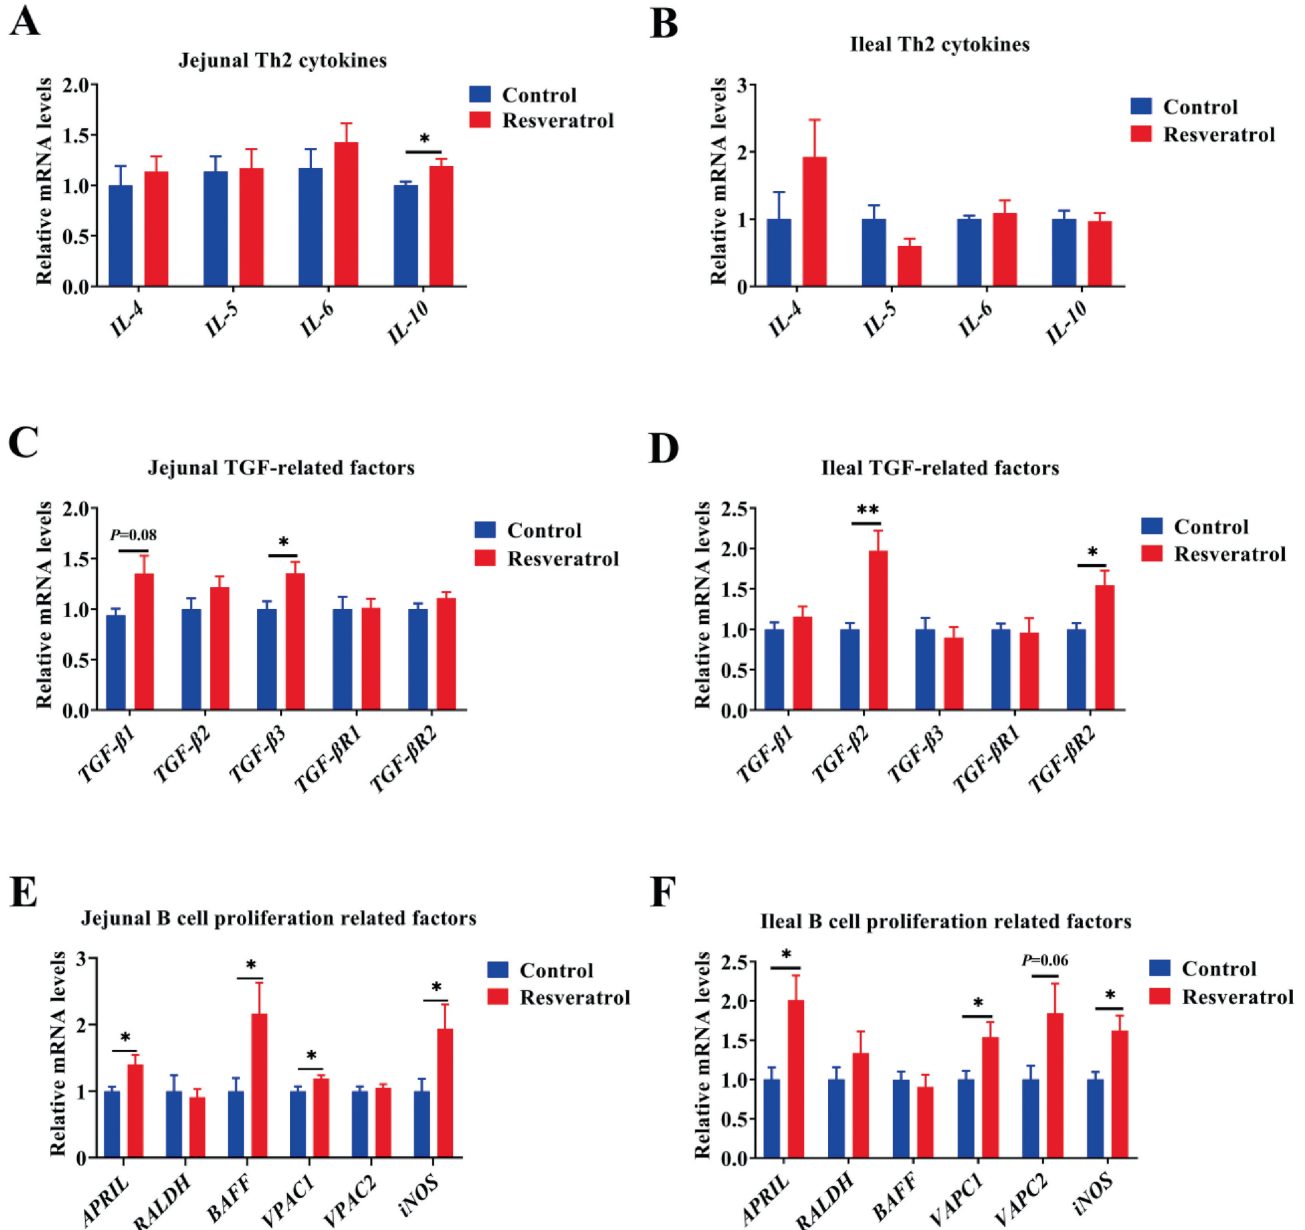 A
Jejunal Th2 cytokines
Relative mRNA levels
2.0
1.5
1.0
0.5
0.0
*
IL-4
IL-5
IL-6
IL-10
Control
Resveratrol
B
Ileal Th2 cytokines
Relative mRNA levels
3
2
1
0
IL-4
IL-5
IL-6
IL-10
Control
Resveratrol
C
Jejunal TGF-related factors
Relative mRNA levels
2.0
1.5
1.0
0.5
0.0
P=0.08
*
TGF-β1
TGF-β2
TGF-β3
TGF-βR1
TGF-βR2
Control
Resveratrol
D
Ileal TGF-related factors
Relative mRNA levels
2.5
2.0
1.5
1.0
0.5
0.0
**
*
TGF-β1
TGF-β2
TGF-β3
TGF-βR1
TGF-βR2
Control
Resveratrol
E
Jejunal B cell proliferation related factors
Relative mRNA levels
3
2
1
0
*
*
*
*
APRIL
RALDH
BAFF
VPAC1
VPAC2
iNOS
Control
Resveratrol
F
Ileal B cell proliferation related factors
Relative mRNA levels
2.5
2.0
1.5
1.0
0.5
0.0
*
*
P=0.06
*
APRIL
RALDH
BAFF
VAPC1
VAPC2
iNOS
Control
Resveratrol